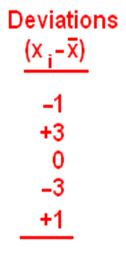 Deviations
(xᵢ-x̄)
-1
+3
0
-3
+1